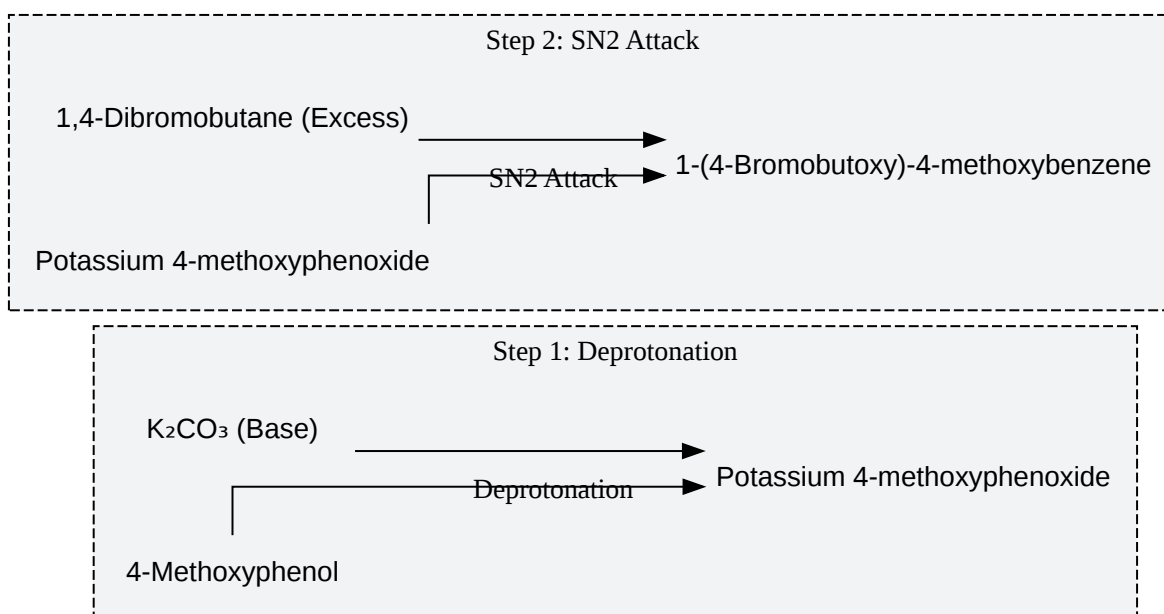 Step 2: SN2 Attack
1,4-Dibromobutane (Excess)
SN2 Attack
1-(4-Bromobutoxy)-4-methoxybenzene
Potassium 4-methoxyphenoxide
Step 1: Deprotonation
K₂CO₃ (Base)
Deprotonation
Potassium 4-methoxyphenoxide
4-Methoxyphenol